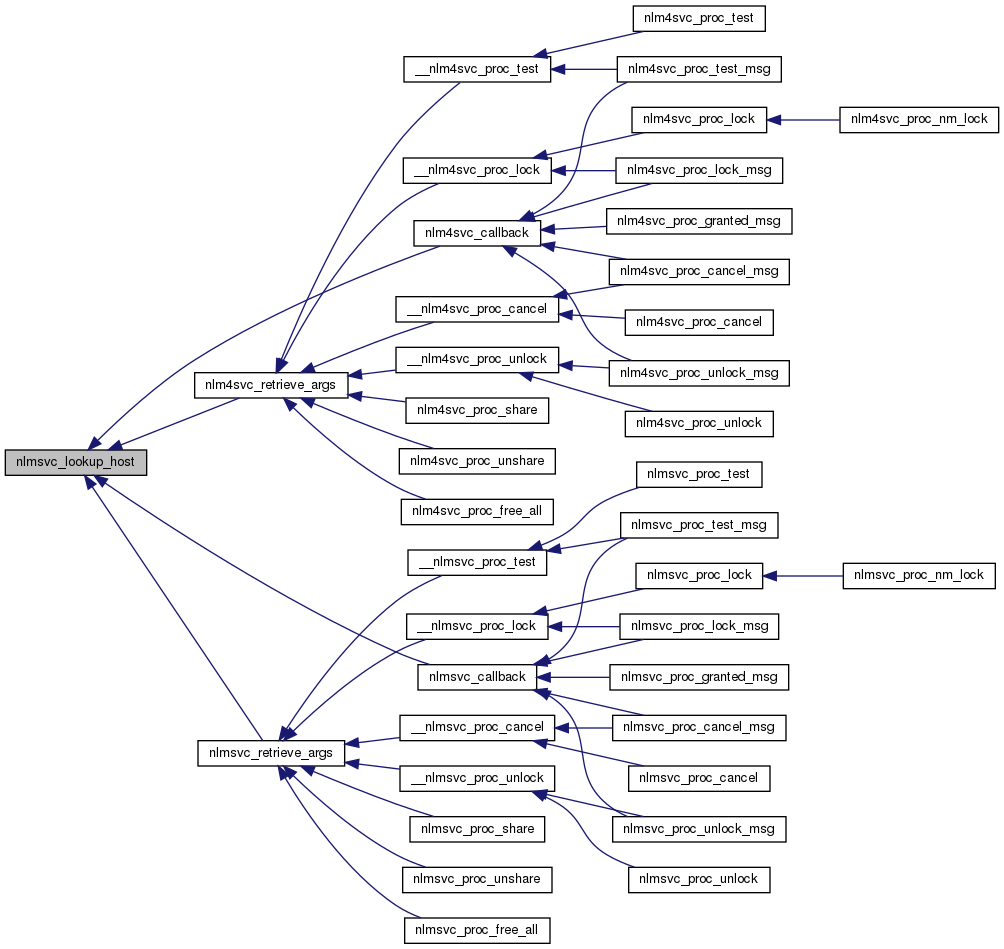 nlm4svc_proc_test
__nlm4svc_proc_test
nlm4svc_proc_test_msg
nlm4svc_proc_lock
nlm4svc_proc_nm_lock
__nlm4svc_proc_lock
nlm4svc_proc_lock_msg
nlm4svc_proc_granted_msg
nlm4svc_callback
nlm4svc_proc_cancel_msg
__nlm4svc_proc_cancel
nlm4svc_proc_cancel
__nlm4svc_proc_unlock
nlm4svc_proc_unlock_msg
nlm4svc_retrieve_args
nlm4svc_proc_share
nlm4svc_proc_unlock
nlmsvc_lookup_host
nlm4svc_proc_unshare
nlmsvc_proc_test
nlm4svc_proc_free_all
nlmsvc_proc_test_msg
__nlmsvc_proc_test
nlmsvc_proc_lock
nlmsvc_proc_nm_lock
__nlmsvc_proc_lock
nlmsvc_proc_lock_msg
nlmsvc_callback
nlmsvc_proc_granted_msg
__nlmsvc_proc_cancel
nlmsvc_proc_cancel_msg
nlmsvc_retrieve_args
__nlmsvc_proc_unlock
nlmsvc_proc_cancel
nlmsvc_proc_share
nlmsvc_proc_unlock_msg
nlmsvc_proc_unshare
nlmsvc_proc_unlock
nlmsvc_proc_free_all